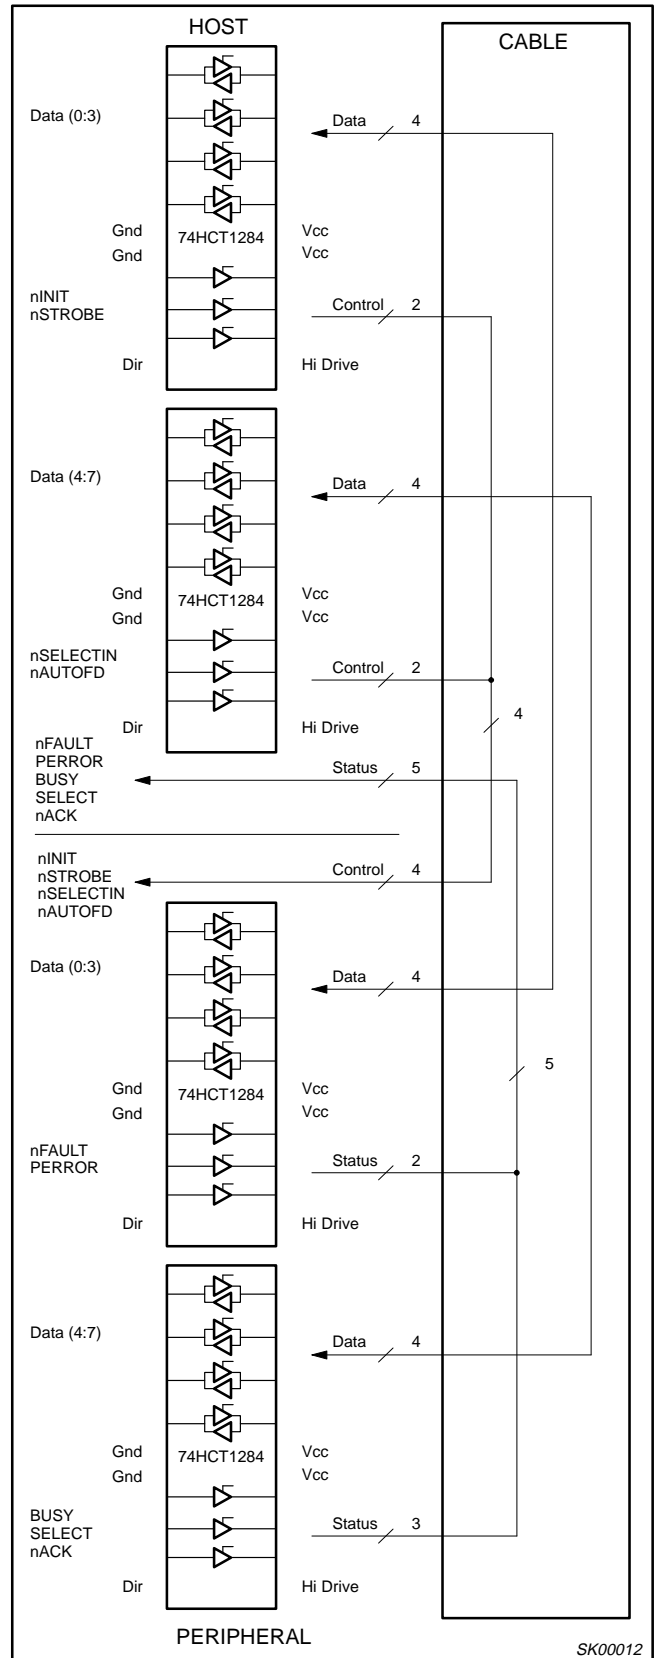 HOST
CABLE
Data (0:3)
Data 4
Gnd 74HCT1284 Vcc
Gnd Vcc
nINIT
nSTROBE
Control 2
Dir Hi Drive
Data (4:7)
Data 4
Gnd 74HCT1284 Vcc
Gnd Vcc
nSELECTIN
nAUTOFD
Control 2
4
Dir Hi Drive
nFAULT
PERROR
BUSY
SELECT
nACK
Status 5
nINIT
nSTROBE
nSELECTIN
nAUTOFD
Control 4
Data (0:3)
Data 4
5
Gnd 74HCT1284 Vcc
Gnd Vcc
nFAULT
PERROR
Status 2
Dir Hi Drive
Data (4:7)
Data 4
Gnd 74HCT1284 Vcc
Gnd Vcc
BUSY
SELECT
nACK
Status 3
Dir Hi Drive
PERIPHERAL
SK00012